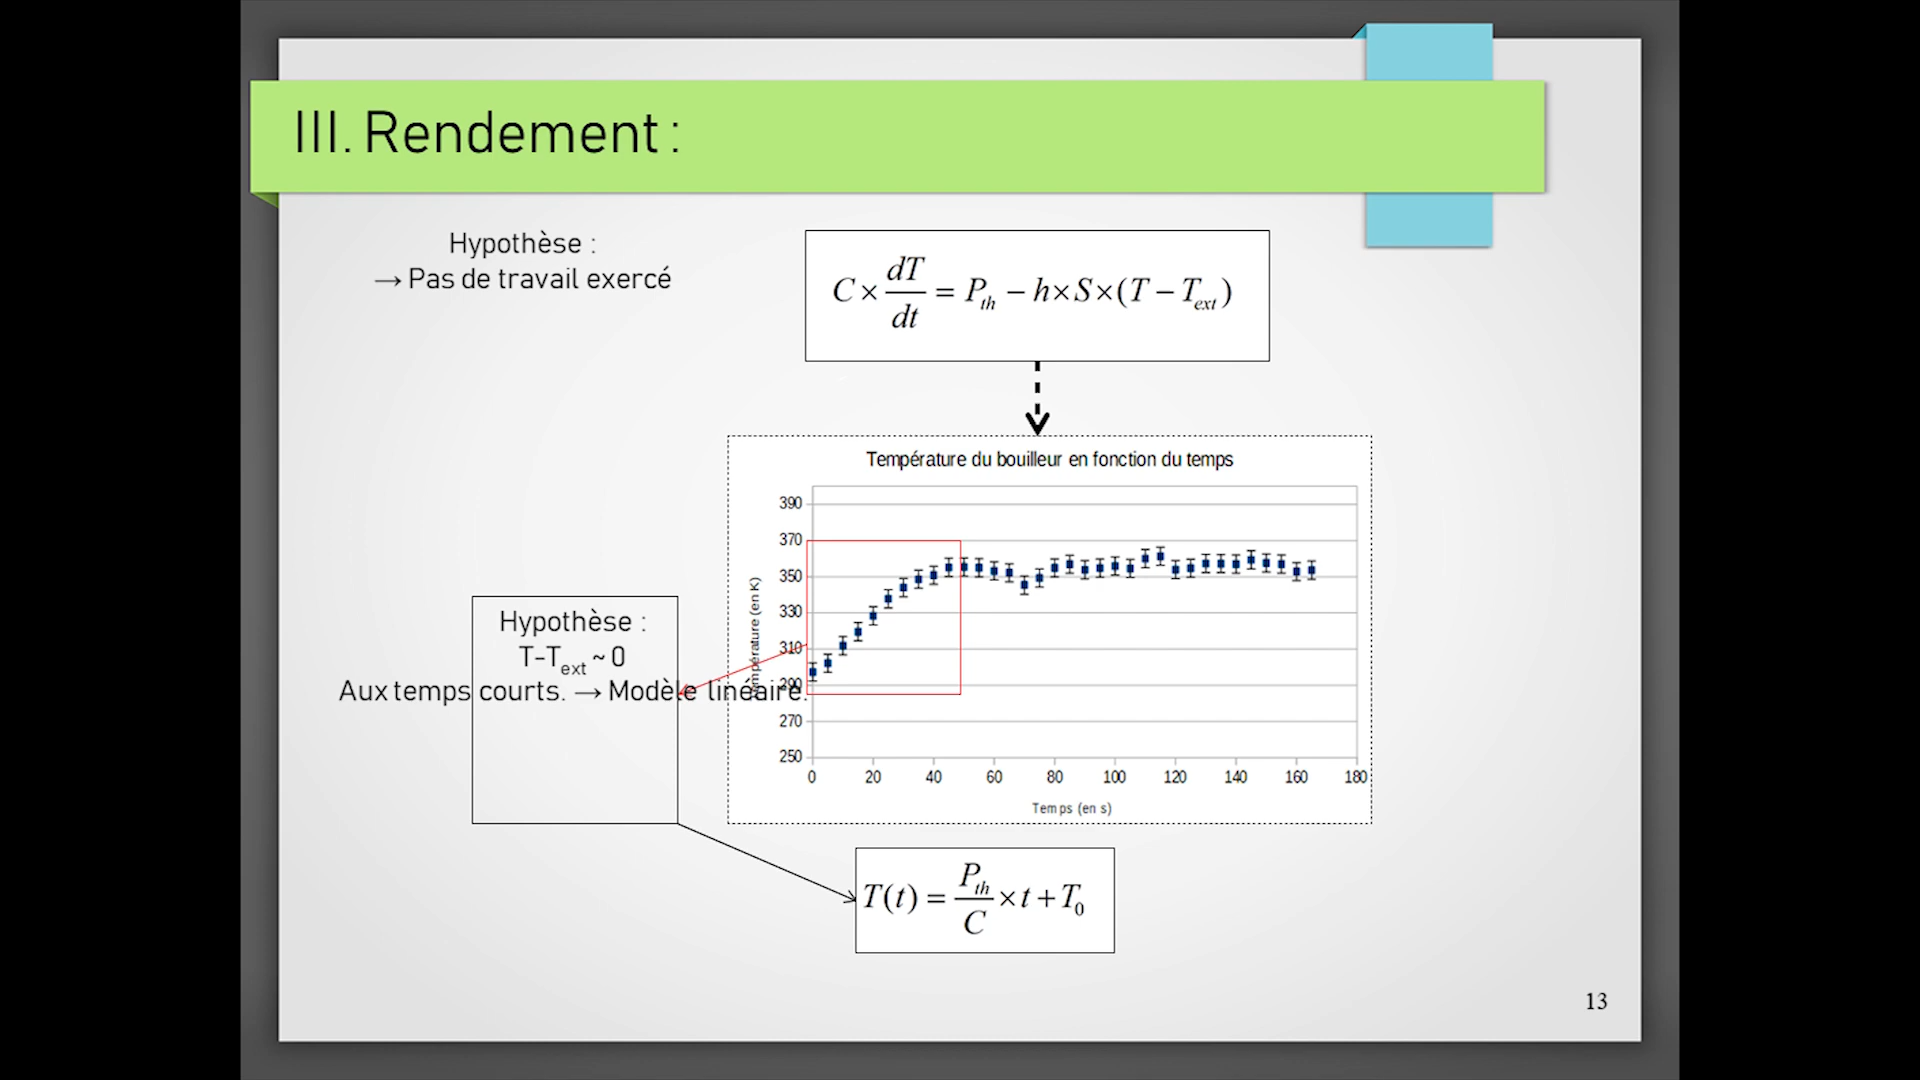 III. Rendement :
Hypothèse :
→ Pas de travail exercé
C × dT/dt = P_th − h × S × (T − T_ext)
Température du bouilleur en fonction du temps
390
370
350
330
310
290
270
250
Température (en K)
0 20 40 60 80 100 120 140 160 180
Temps (en s)
Hypothèse :
T-T_ext ~ 0
Aux temps courts. → Modèle linéaire.
T(t) = P_th/C × t + T_0
13